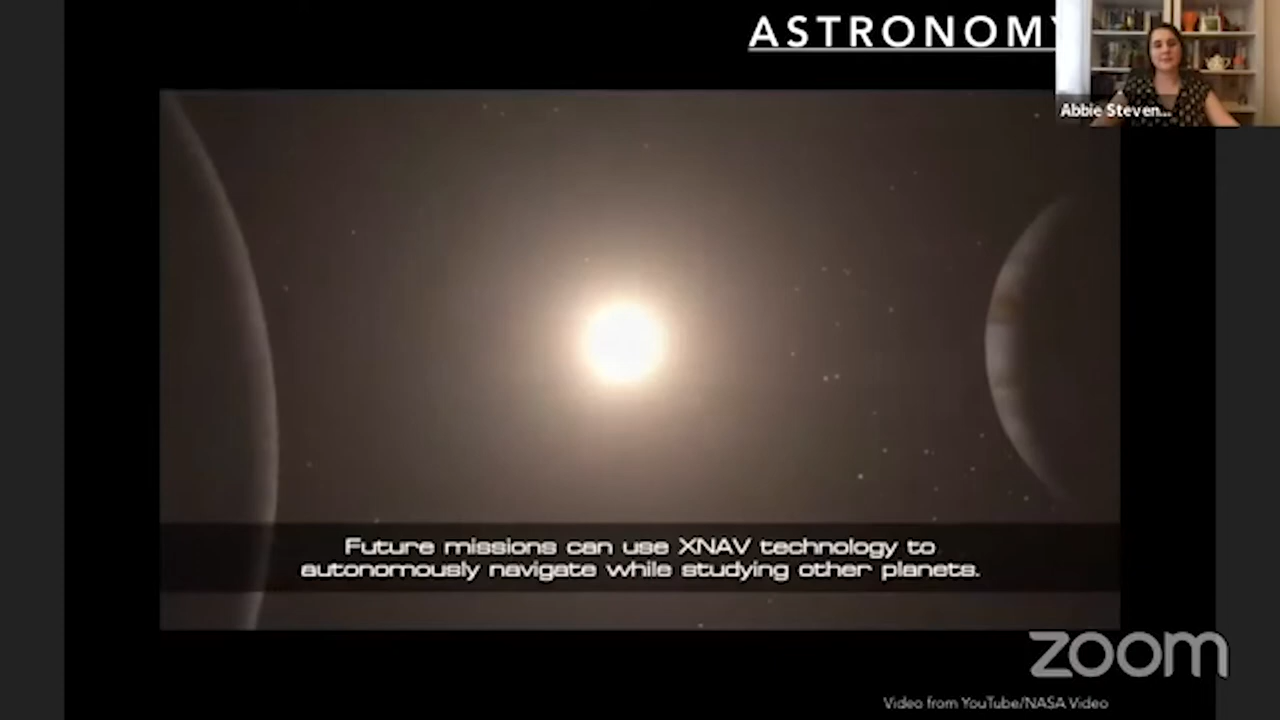 ASTRONOMY
Abbie Steven...
Future missions can use XNAV technology to
autonomously navigate while studying other planets.
zoom
Video from YouTube/NASA Video